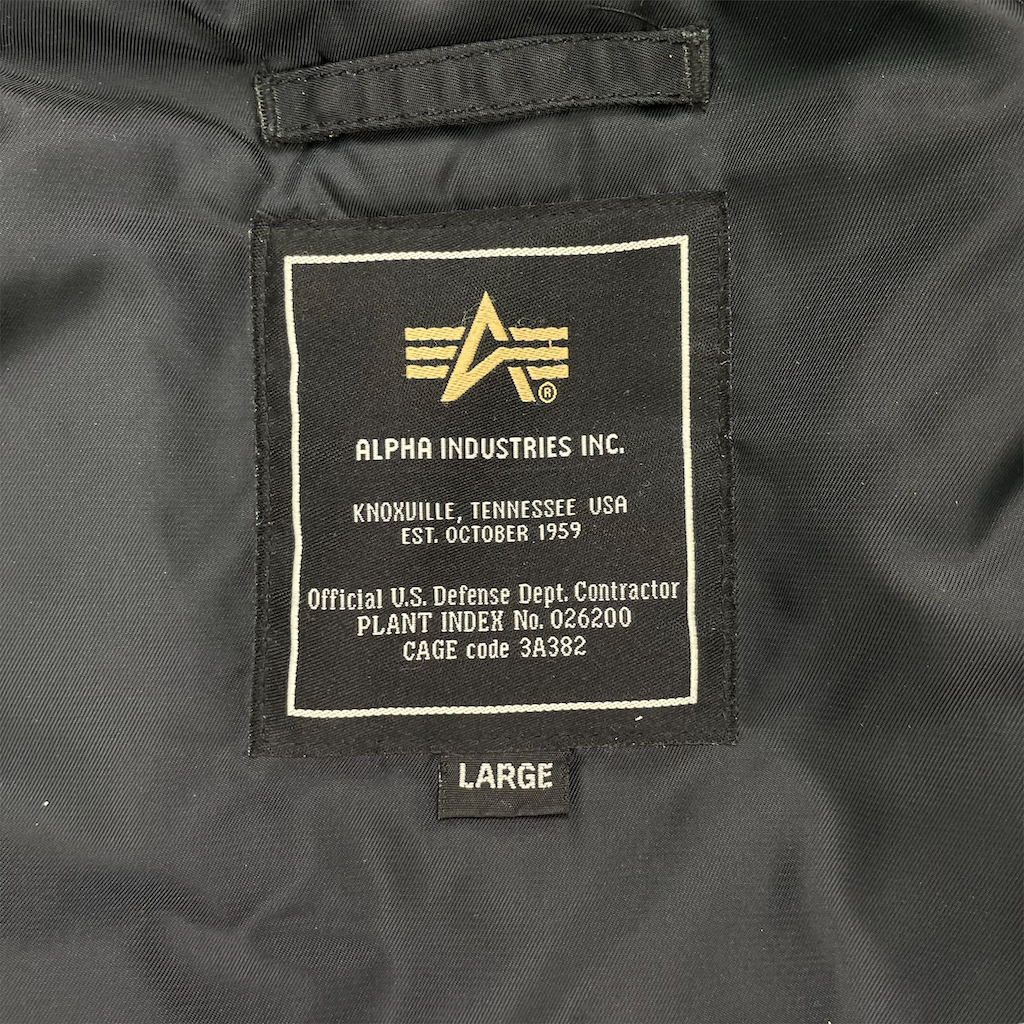 ®
ALPHA INDUSTRIES INC.
KNOXVILLE, TENNESSEE USA
EST. OCTOBER 1959
Official U.S. Defense Dept. Contractor
PLANT INDEX No. 026200
CAGE code 3A382
LARGE